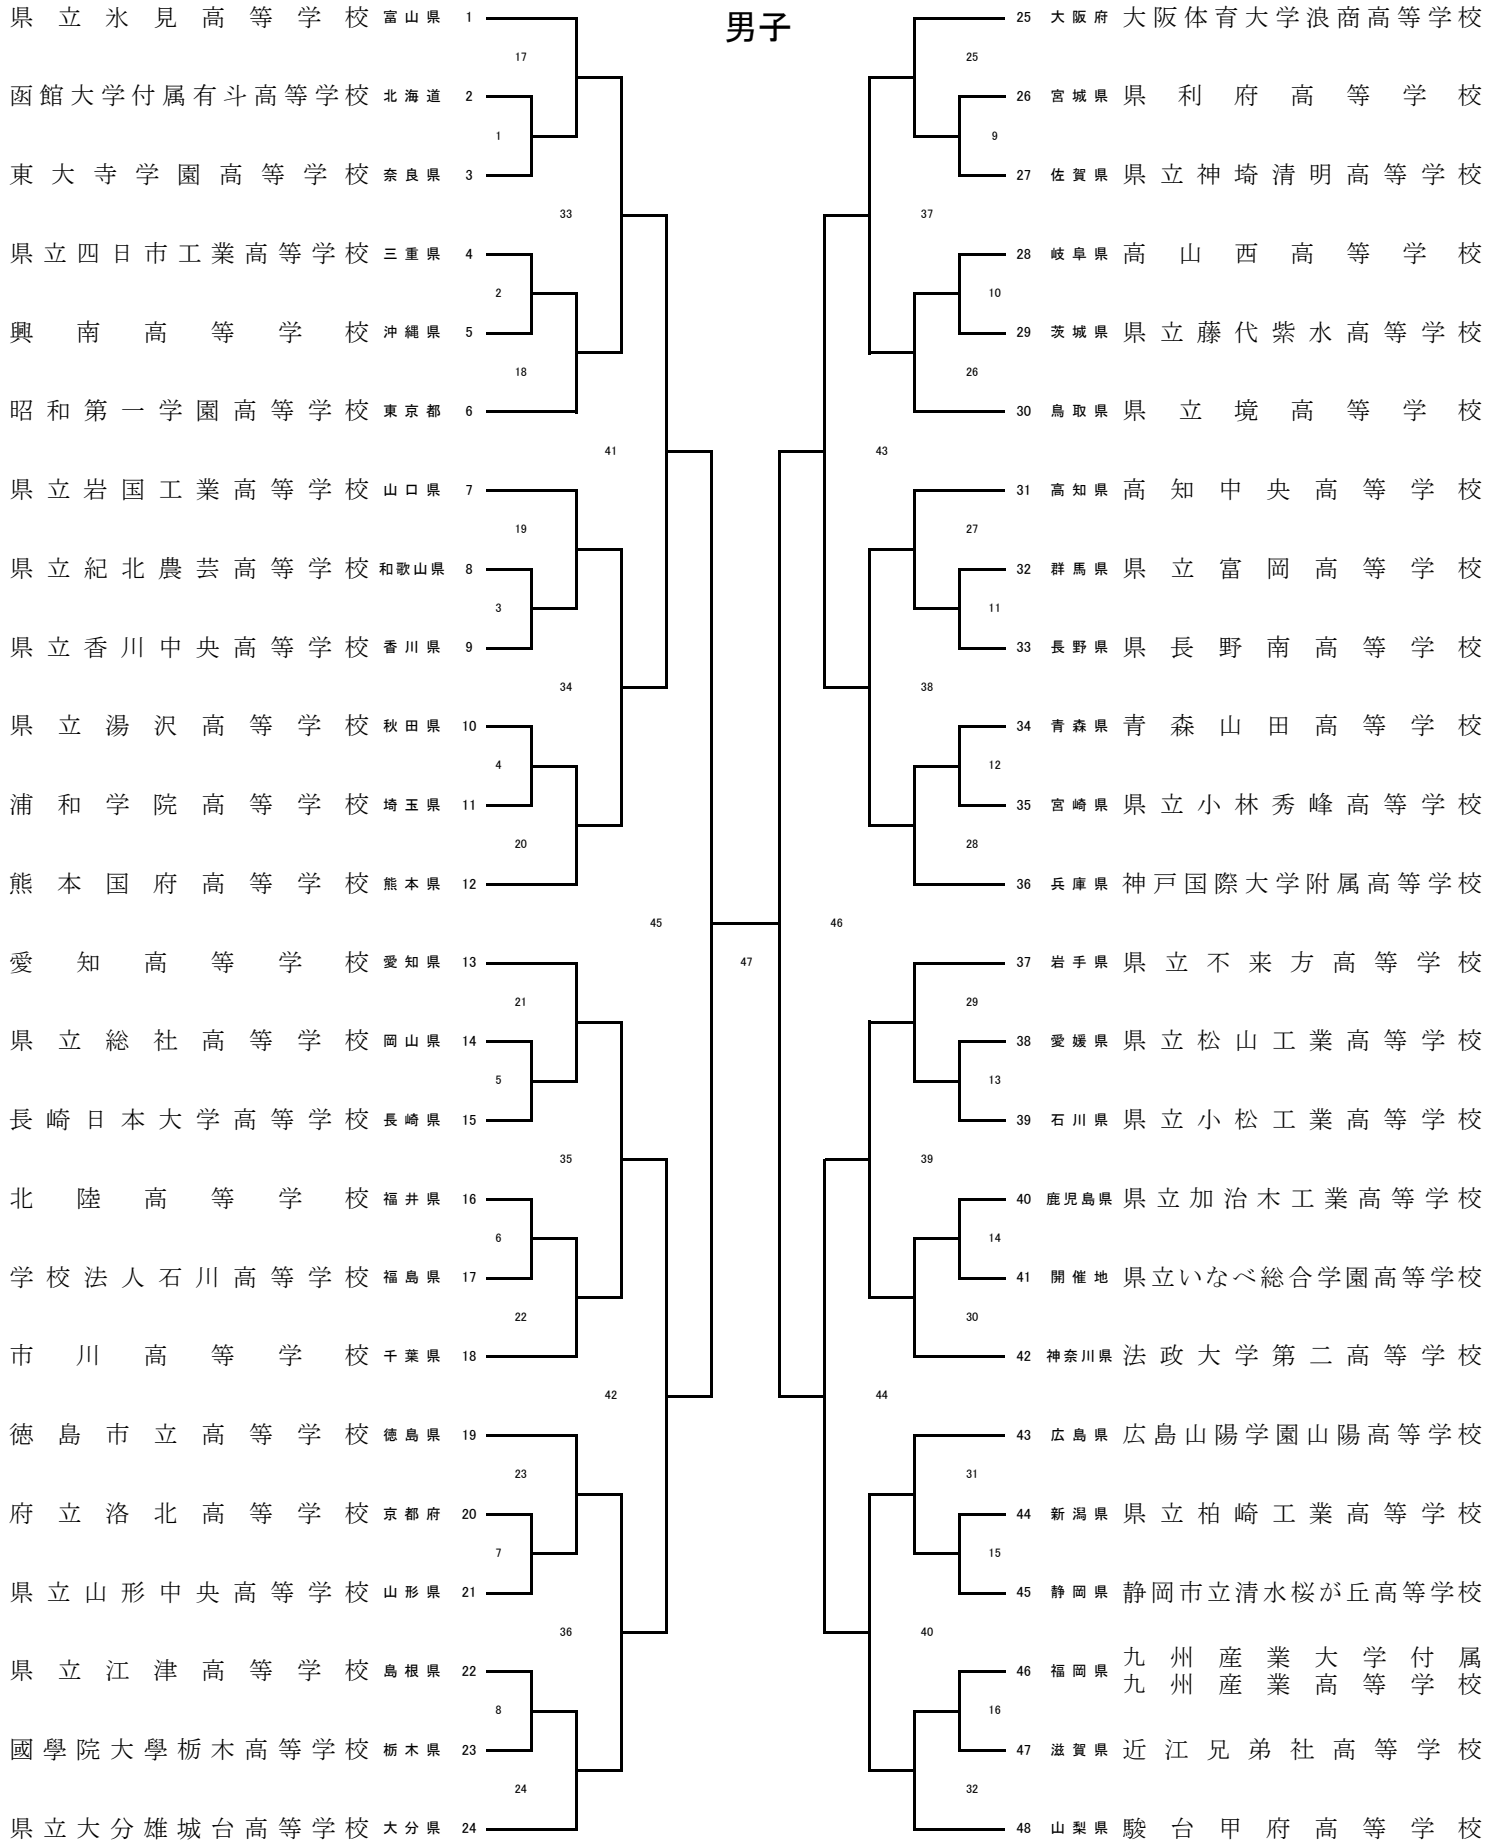 男子
県立氷見高等学校 富山県 1
17
函館大学付属有斗高等学校 北海道 2
1
東大寺学園高等学校 奈良県 3
33
県立四日市工業高等学校 三重県 4
2
興南高等学校 沖縄県 5
18
昭和第一学園高等学校 東京都 6
41
県立岩国工業高等学校 山口県 7
19
県立紀北農芸高等学校 和歌山県 8
3
県立香川中央高等学校 香川県 9
34
県立湯沢高等学校 秋田県 10
4
浦和学院高等学校 埼玉県 11
20
熊本国府高等学校 熊本県 12
45
愛知高等学校 愛知県 13
21
県立総社高等学校 岡山県 14
5
長崎日本大学高等学校 長崎県 15
35
北陸高等学校 福井県 16
6
学校法人石川高等学校 福島県 17
22
市川高等学校 千葉県 18
42
徳島市立高等学校 徳島県 19
23
府立洛北高等学校 京都府 20
7
県立山形中央高等学校 山形県 21
36
県立江津高等学校 島根県 22
8
國學院大學栃木高等学校 栃木県 23
24
県立大分雄城台高等学校 大分県 24
47
25 大阪府 大阪体育大学浪商高等学校
25
26 宮城県 県利府高等学校
9
27 佐賀県 県立神埼清明高等学校
37
28 岐阜県 高山西高等学校
10
29 茨城県 県立藤代紫水高等学校
26
30 鳥取県 県立境高等学校
43
31 高知県 高知中央高等学校
27
32 群馬県 県立富岡高等学校
11
33 長野県 県長野南高等学校
38
34 青森県 青森山田高等学校
12
35 宮崎県 県立小林秀峰高等学校
28
36 兵庫県 神戸国際大学附属高等学校
46
37 岩手県 県立不来方高等学校
29
38 愛媛県 県立松山工業高等学校
13
39 石川県 県立小松工業高等学校
39
40 鹿児島県 県立加治木工業高等学校
14
41 開催地 県立いなべ総合学園高等学校
30
42 神奈川県 法政大学第二高等学校
44
43 広島県 広島山陽学園山陽高等学校
31
44 新潟県 県立柏崎工業高等学校
15
45 静岡県 静岡市立清水桜が丘高等学校
40
46 福岡県 九州産業大学付属
九州産業高等学校
16
47 滋賀県 近江兄弟社高等学校
32
48 山梨県 駿台甲府高等学校